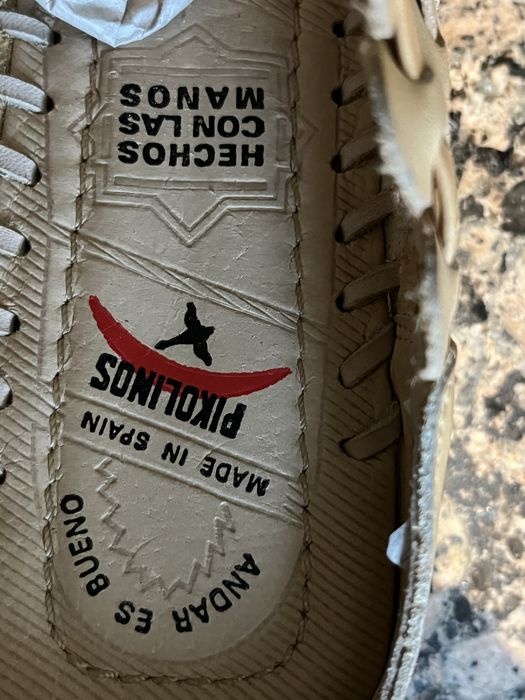 ANDAR ES BUENO
MADE IN SPAIN
PIKOLINOS
HECHOS
CON LAS
MANOS